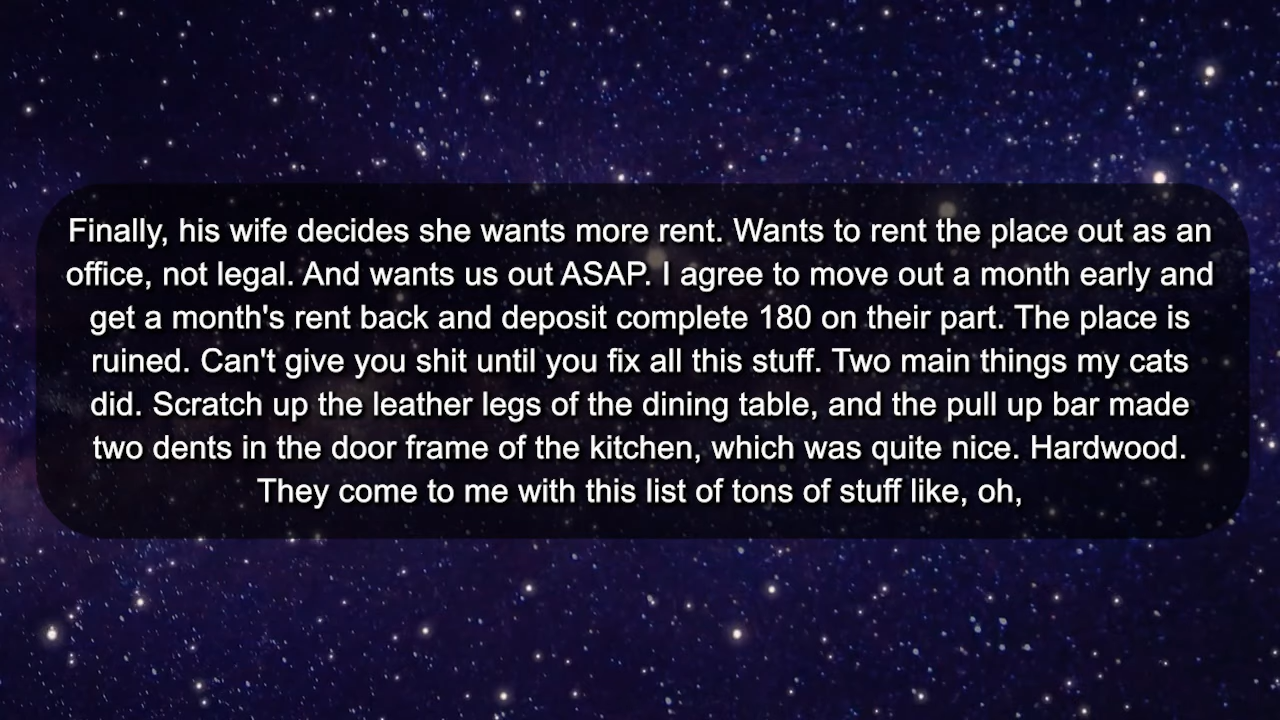 Finally, his wife decides she wants more rent. Wants to rent the place out as an
office, not legal. And wants us out ASAP. I agree to move out a month early and
get a month's rent back and deposit complete 180 on their part. The place is
ruined. Can't give you shit until you fix all this stuff. Two main things my cats
did. Scratch up the leather legs of the dining table, and the pull up bar made
two dents in the door frame of the kitchen, which was quite nice. Hardwood.
They come to me with this list of tons of stuff like, oh,